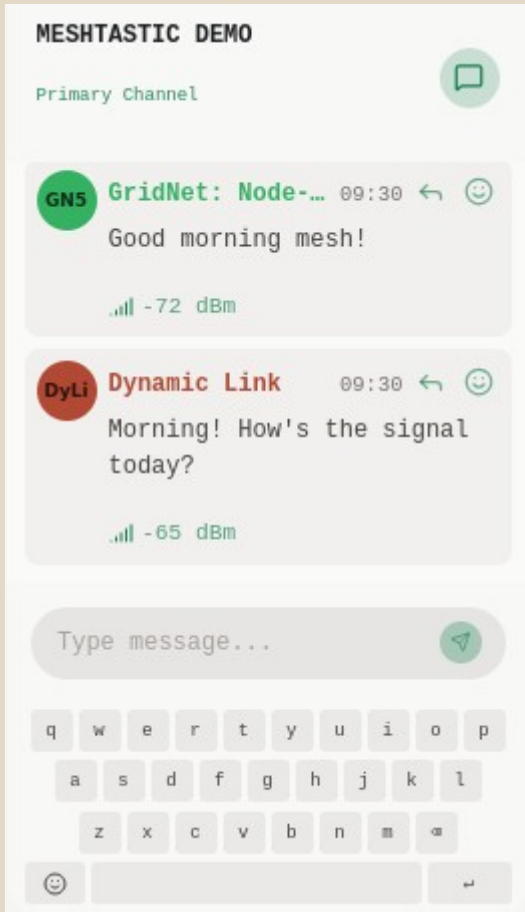 MESHTASTIC DEMO
Primary Channel
GN5
GridNet: Node-… 09:30
Good morning mesh!
-72 dBm
DyLi
Dynamic Link 09:30
Morning! How's the signal
today?
-65 dBm
Type message...
q w e r t y u i o p
a s d f g h j k l
z x c v b n m ⌫
↵